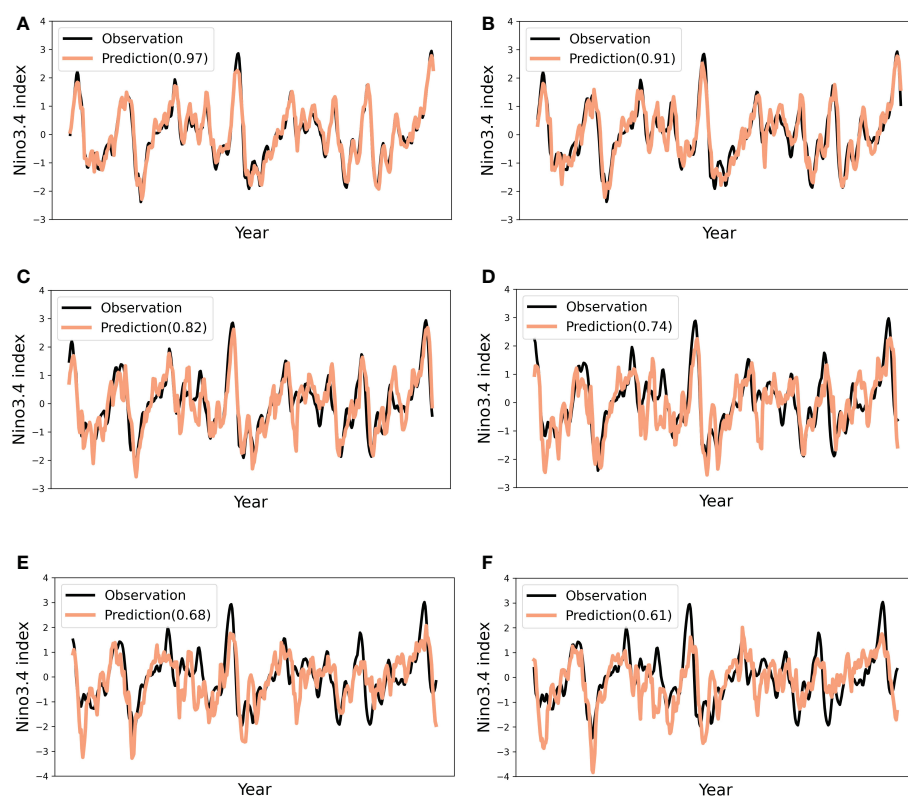 A
4
3
2
1
0
−1
−2
−3
Nino3.4 index
Observation
Prediction(0.97)
Year
B
4
3
2
1
0
−1
−2
−3
Nino3.4 index
Observation
Prediction(0.91)
Year
C
4
3
2
1
0
−1
−2
−3
Nino3.4 index
Observation
Prediction(0.82)
Year
D
4
3
2
1
0
−1
−2
−3
Nino3.4 index
Observation
Prediction(0.74)
Year
E
4
3
2
1
0
−1
−2
−3
−4
Nino3.4 index
Observation
Prediction(0.68)
Year
F
4
3
2
1
0
−1
−2
−3
−4
Nino3.4 index
Observation
Prediction(0.61)
Year